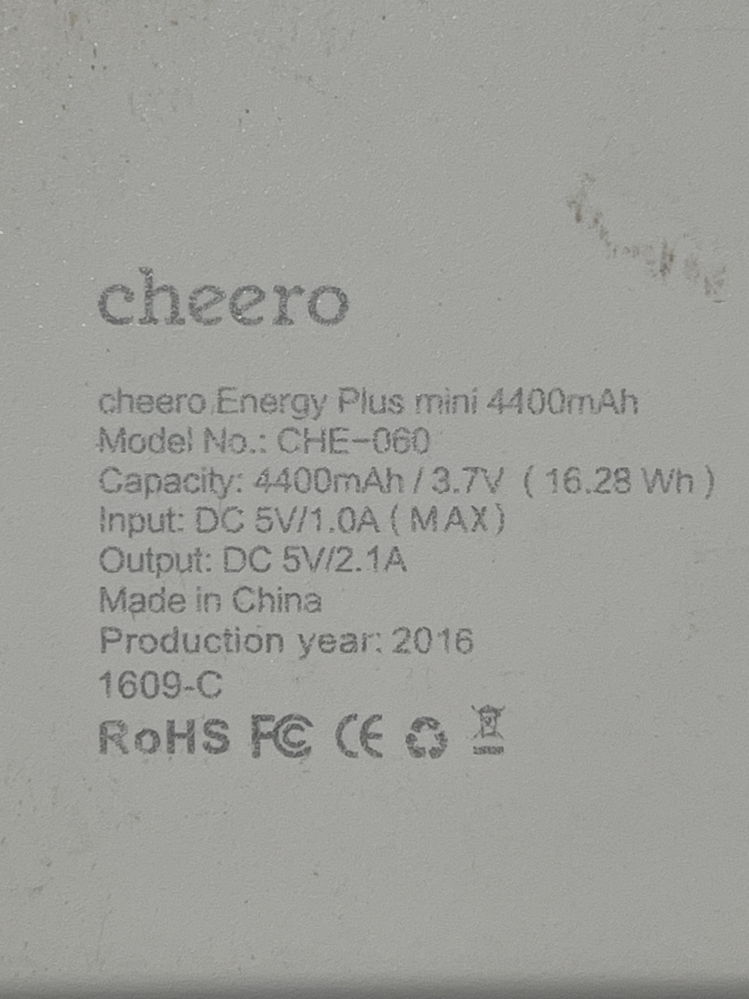 cheero
cheero Energy Plus mini 4400mAh
Model No.: CHE-060
Capacity: 4400mAh / 3.7V ( 16.28 Wh )
Input: DC 5V/1.0A ( MAX )
Output: DC 5V/2.1A
Made in China
Production year: 2016
1609-C
RoHS FC CE